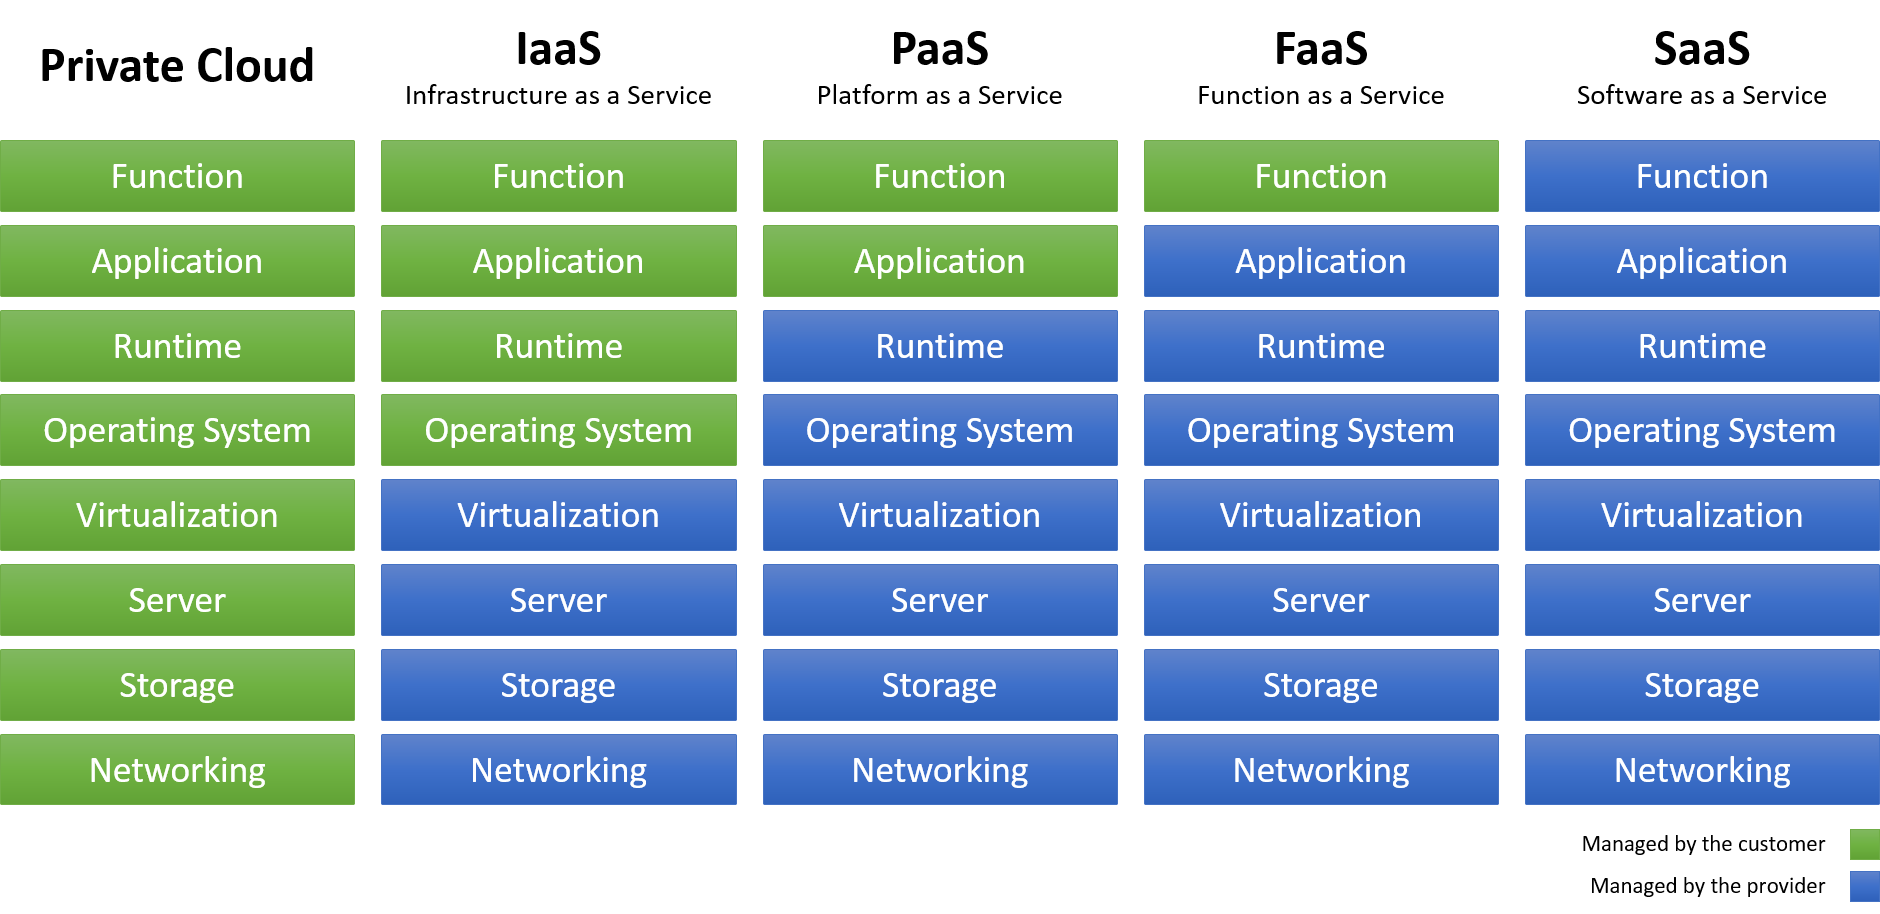 Private Cloud
IaaS
Infrastructure as a Service
PaaS
Platform as a Service
FaaS
Function as a Service
SaaS
Software as a Service
Function Function Function Function Function
Application Application Application Application Application
Runtime Runtime Runtime Runtime Runtime
Operating System Operating System Operating System Operating System Operating System
Virtualization Virtualization Virtualization Virtualization Virtualization
Server Server Server Server Server
Storage Storage Storage Storage Storage
Networking Networking Networking Networking Networking
Managed by the customer
Managed by the provider